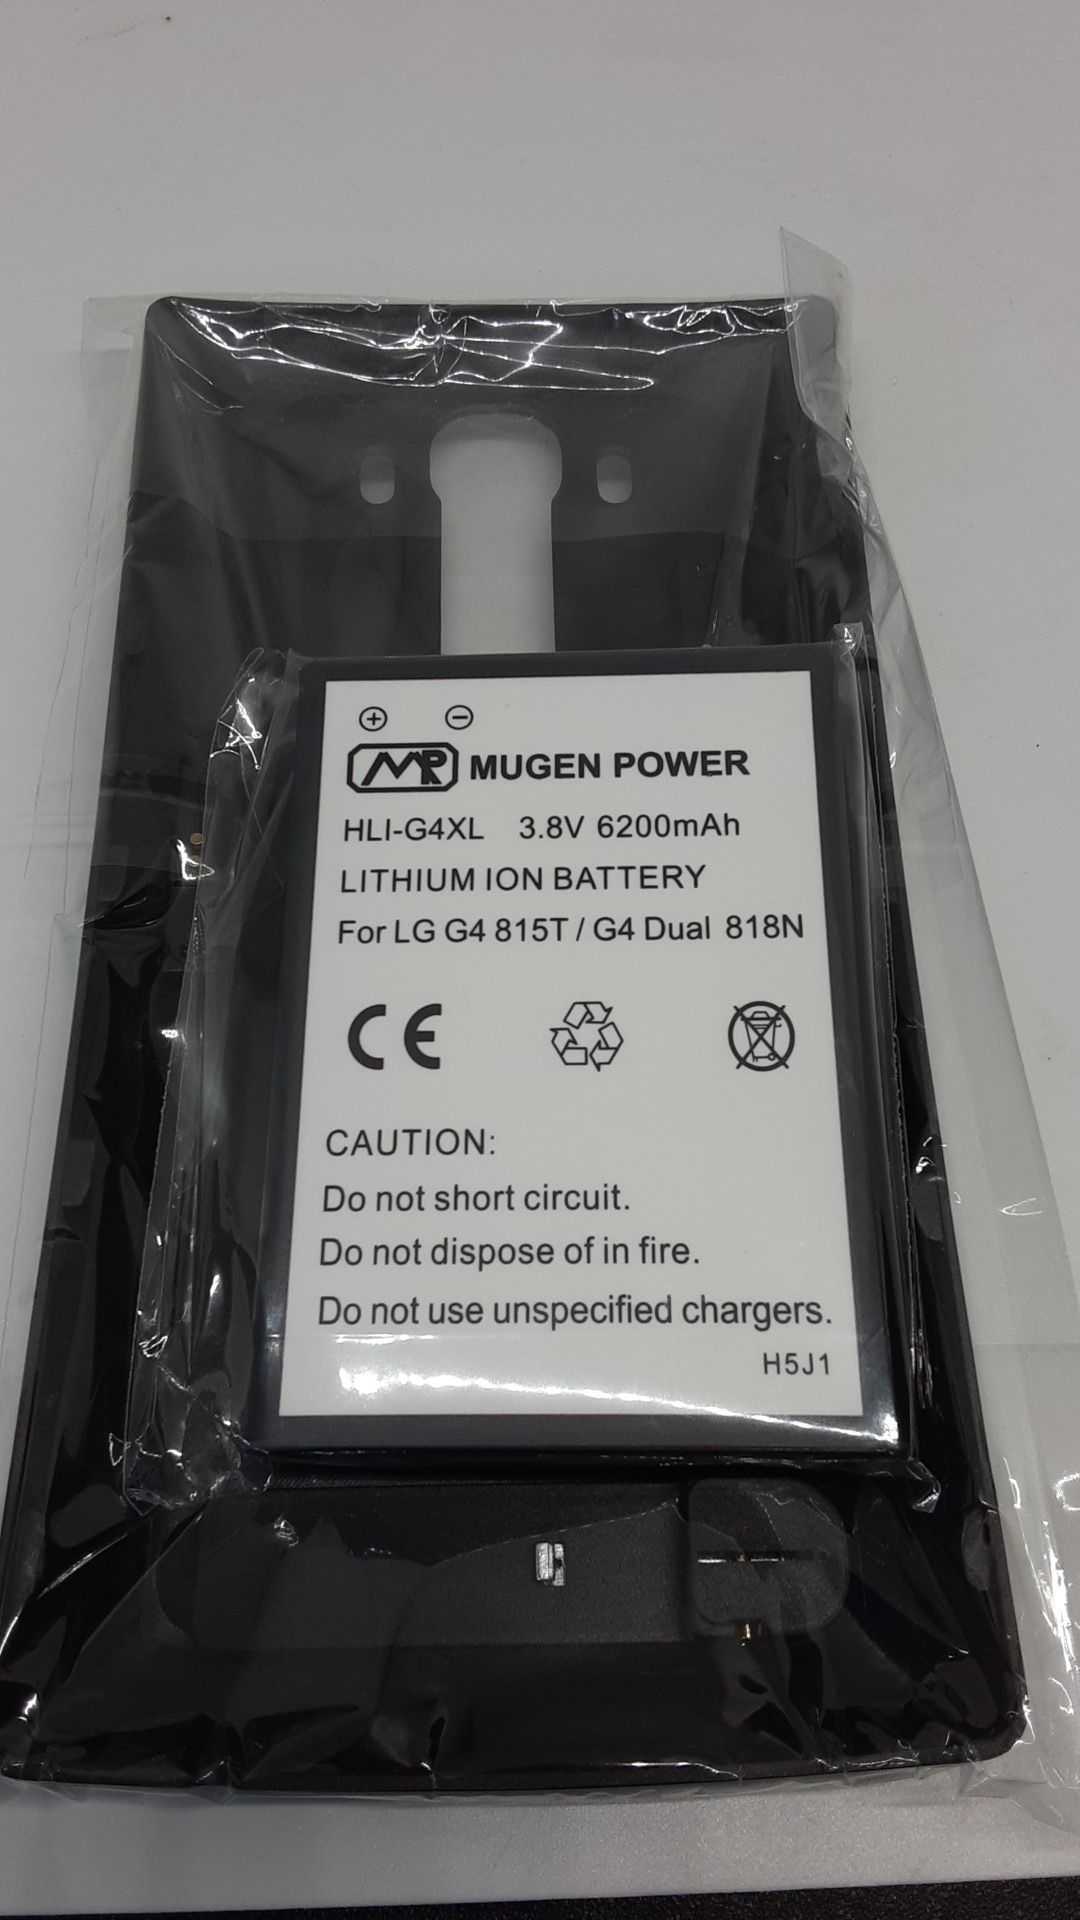 MR MUGEN POWER
HLI-G4XL 3.8V 6200mAh
LITHIUM ION BATTERY
For LG G4 815T / G4 Dual 818N
CE
CAUTION:
Do not short circuit.
Do not dispose of in fire.
Do not use unspecified chargers.
H5J1